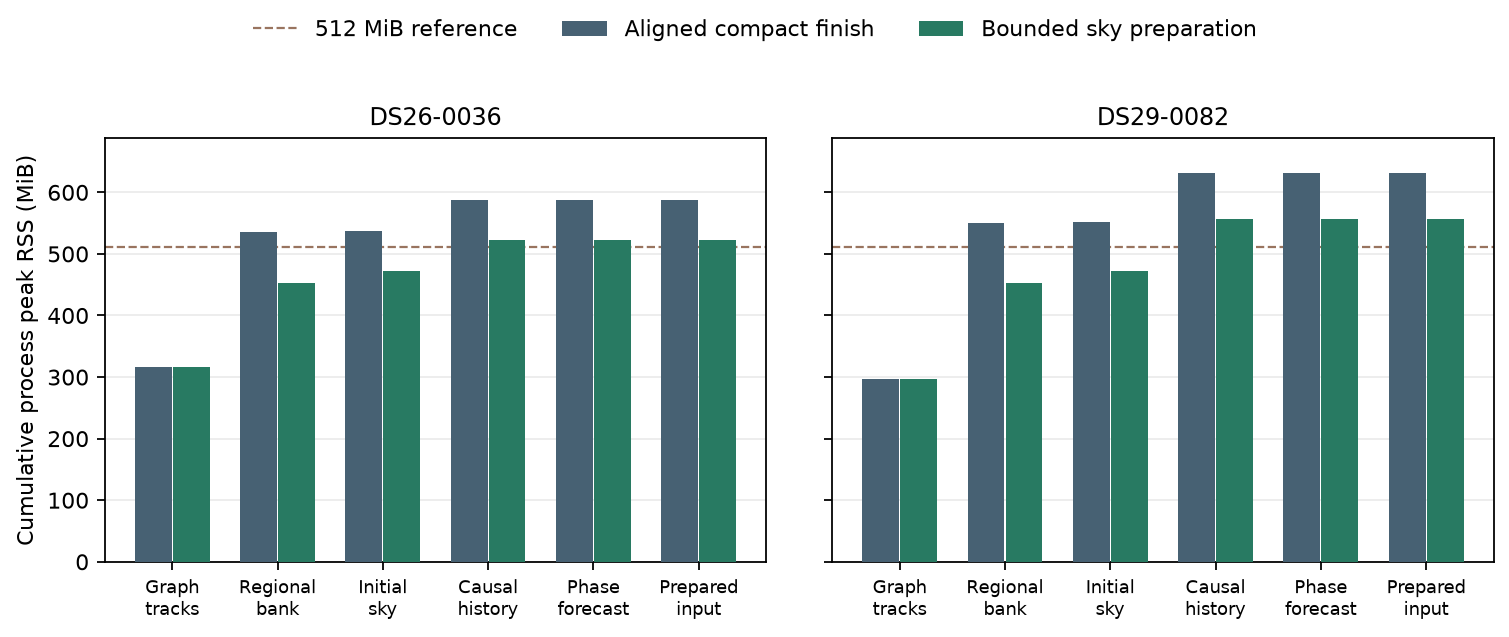 512 MiB reference
Aligned compact finish
Bounded sky preparation
DS26-0036
DS29-0082
Cumulative process peak RSS (MiB)
600
500
400
300
200
100
0
Graph
tracks
Regional
bank
Initial
sky
Causal
history
Phase
forecast
Prepared
input
Graph
tracks
Regional
bank
Initial
sky
Causal
history
Phase
forecast
Prepared
input